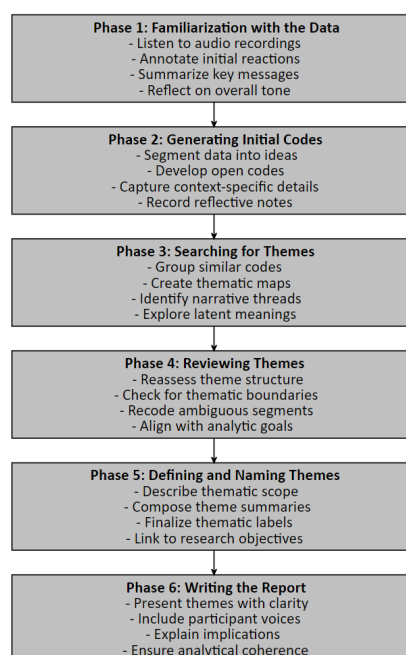 Phase 1: Familiarization with the Data
- Listen to audio recordings
- Annotate initial reactions
- Summarize key messages
- Reflect on overall tone
Phase 2: Generating Initial Codes
- Segment data into ideas
- Develop open codes
- Capture context-specific details
- Record reflective notes
Phase 3: Searching for Themes
- Group similar codes
- Create thematic maps
- Identify narrative threads
- Explore latent meanings
Phase 4: Reviewing Themes
- Reassess theme structure
- Check for thematic boundaries
- Recode ambiguous segments
- Align with analytic goals
Phase 5: Defining and Naming Themes
- Describe thematic scope
- Compose theme summaries
- Finalize thematic labels
- Link to research objectives
Phase 6: Writing the Report
- Present themes with clarity
- Include participant voices
- Explain implications
- Ensure analytical coherence